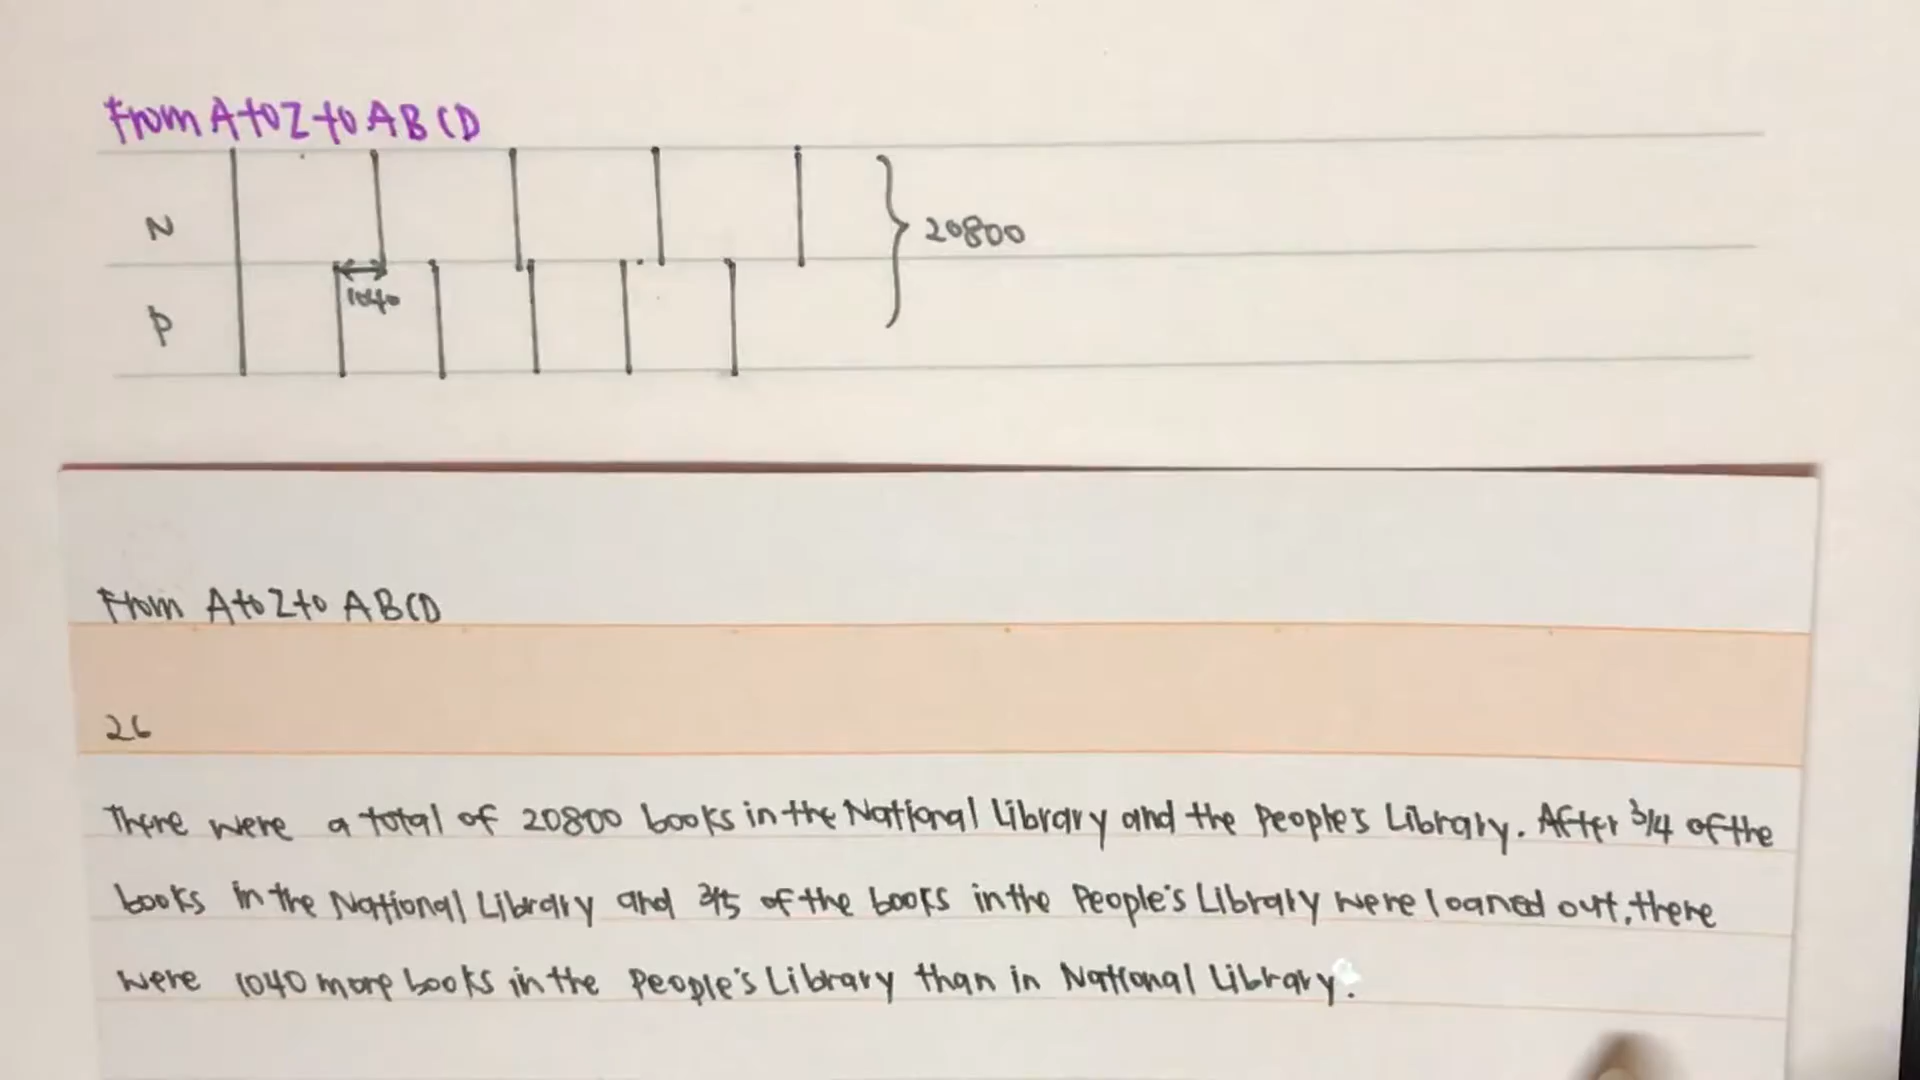 From A to Z to ABCD
N
20800
1040
P
From A to Z to ABCD
26
There were a total of 20800 books in the National Library and the People's Library. After 3/4 of the
books in the National Library and 3/5 of the books in the People's Library were loaned out, there
were 1040 more books in the People's Library than in National Library.